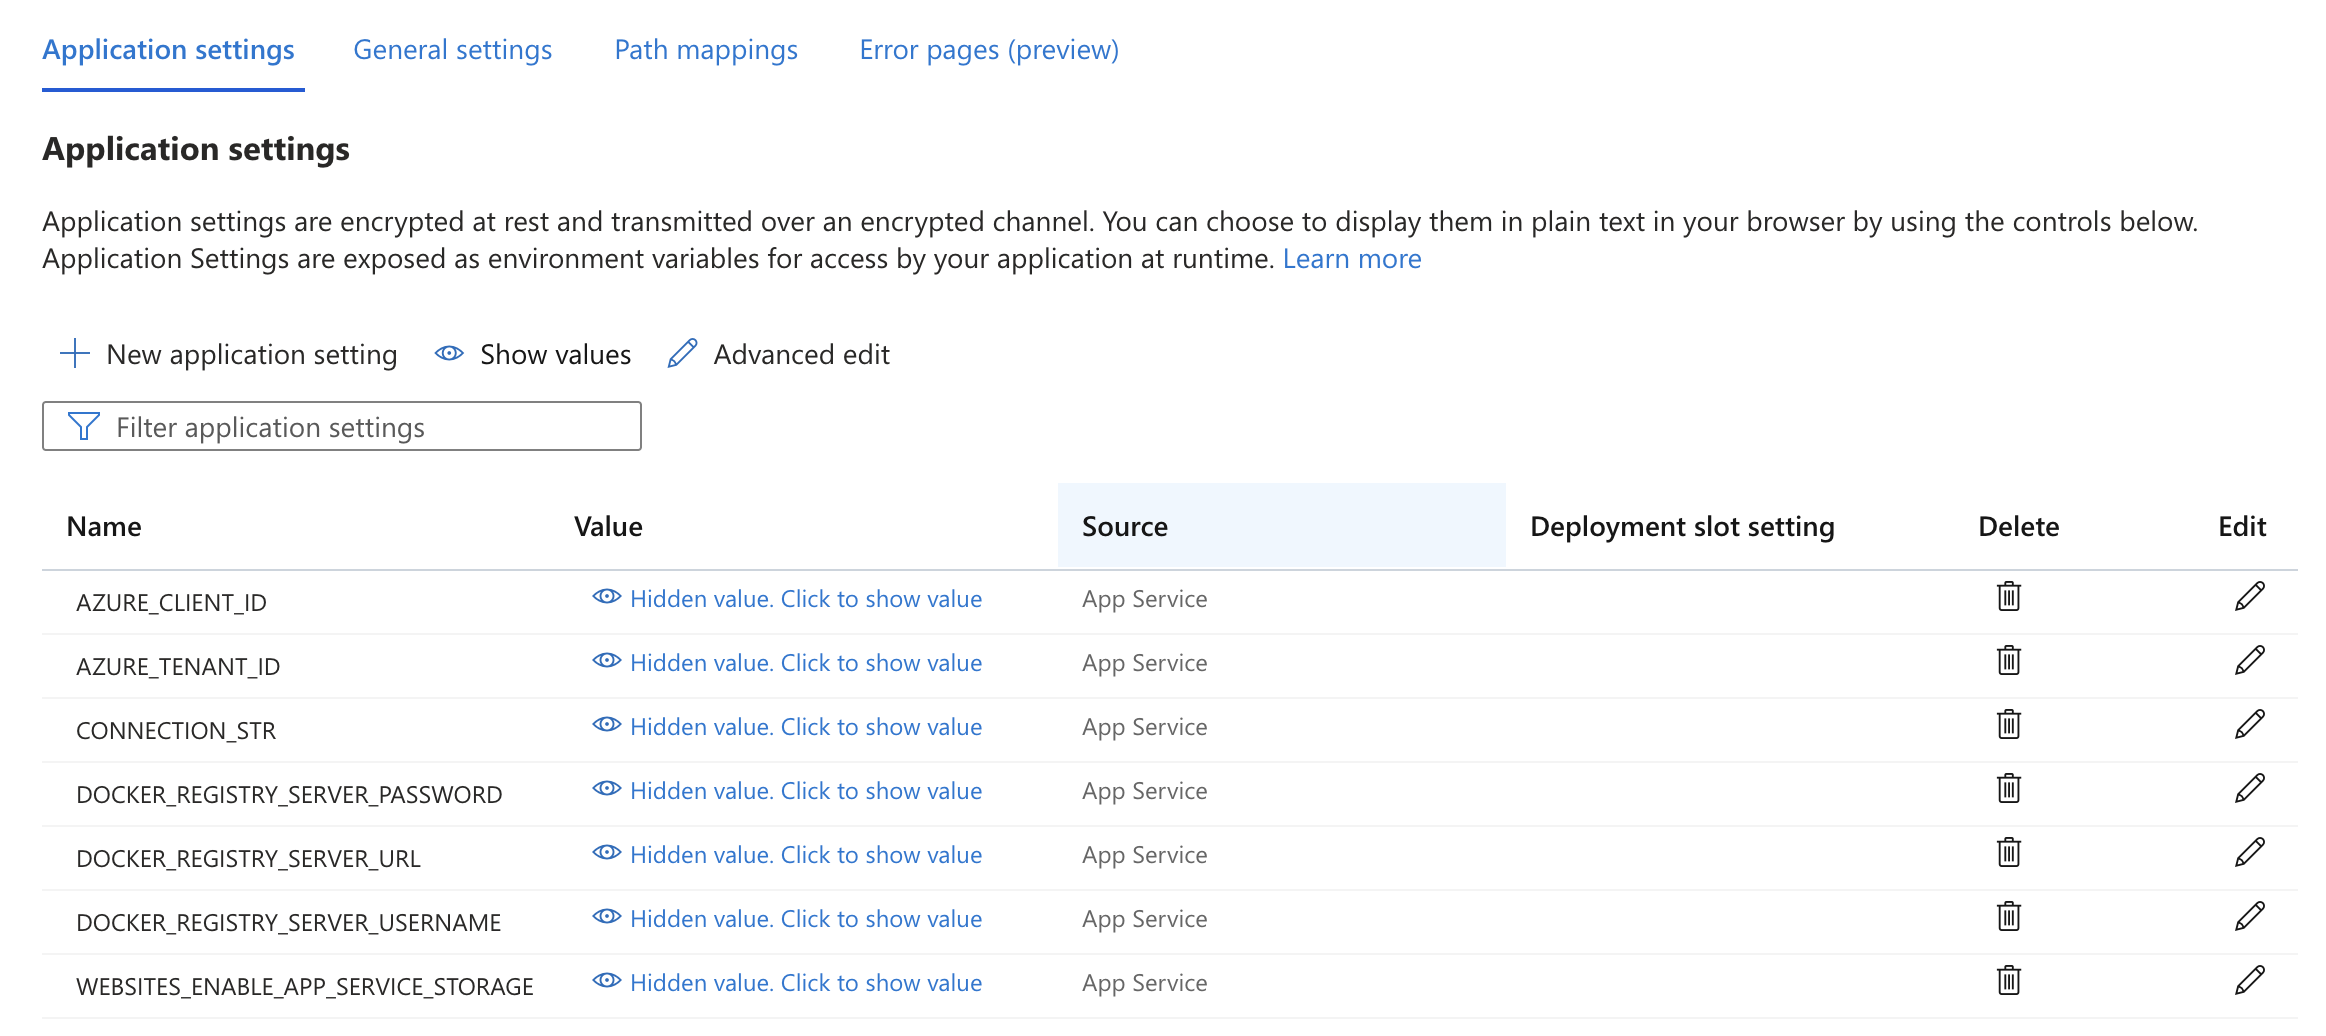 Application settings General settings Path mappings Error pages (preview)
Application settings
Application settings are encrypted at rest and transmitted over an encrypted channel. You can choose to display them in plain text in your browser by using the controls below.
Application Settings are exposed as environment variables for access by your application at runtime. Learn more
New application setting Show values Advanced edit
Filter application settings
Name Value Source Deployment slot setting Delete Edit
AZURE_CLIENT_ID Hidden value. Click to show value App Service
AZURE_TENANT_ID Hidden value. Click to show value App Service
CONNECTION_STR Hidden value. Click to show value App Service
DOCKER_REGISTRY_SERVER_PASSWORD Hidden value. Click to show value App Service
DOCKER_REGISTRY_SERVER_URL Hidden value. Click to show value App Service
DOCKER_REGISTRY_SERVER_USERNAME Hidden value. Click to show value App Service
WEBSITES_ENABLE_APP_SERVICE_STORAGE Hidden value. Click to show value App Service